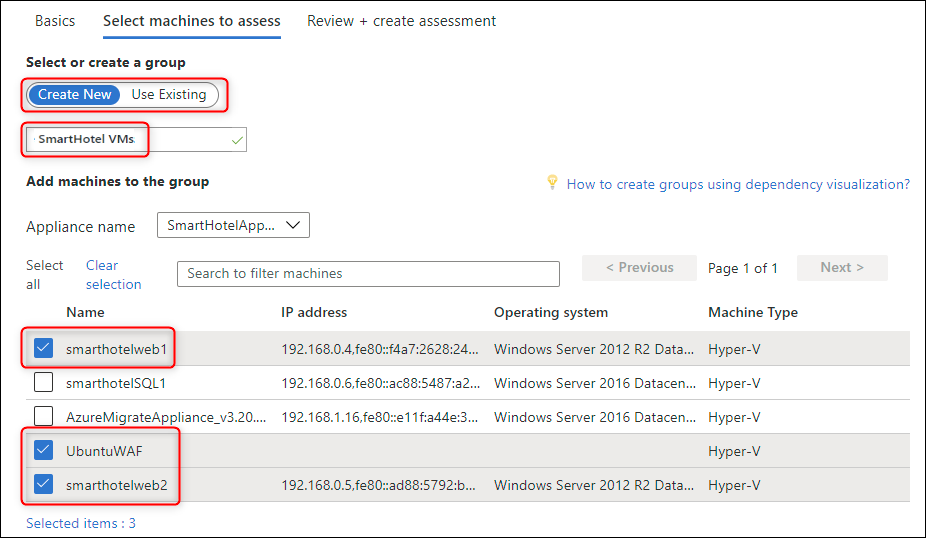 Basics Select machines to assess Review + create assessment
Select or create a group
Create New Use Existing
SmartHotel VMs
Add machines to the group
How to create groups using dependency visualization?
Appliance name SmartHotelApp...
Select all Clear selection Search to filter machines < Previous Page 1 of 1 Next >
Name IP address Operating system Machine Type
smarthotelweb1 192.168.0.4,fe80::f4a7:2628:24... Windows Server 2012 R2 Data... Hyper-V
smarthotelSQL1 192.168.0.6,fe80::ac88:5487:a2... Windows Server 2016 Datacen... Hyper-V
AzureMigrateAppliance_v3.20.... 192.168.1.16,fe80::e11f:a44e:3... Windows Server 2016 Datacen... Hyper-V
UbuntuWAF Hyper-V
smarthotelweb2 192.168.0.5,fe80::ad88:5792:b... Windows Server 2012 R2 Data... Hyper-V
Selected items : 3